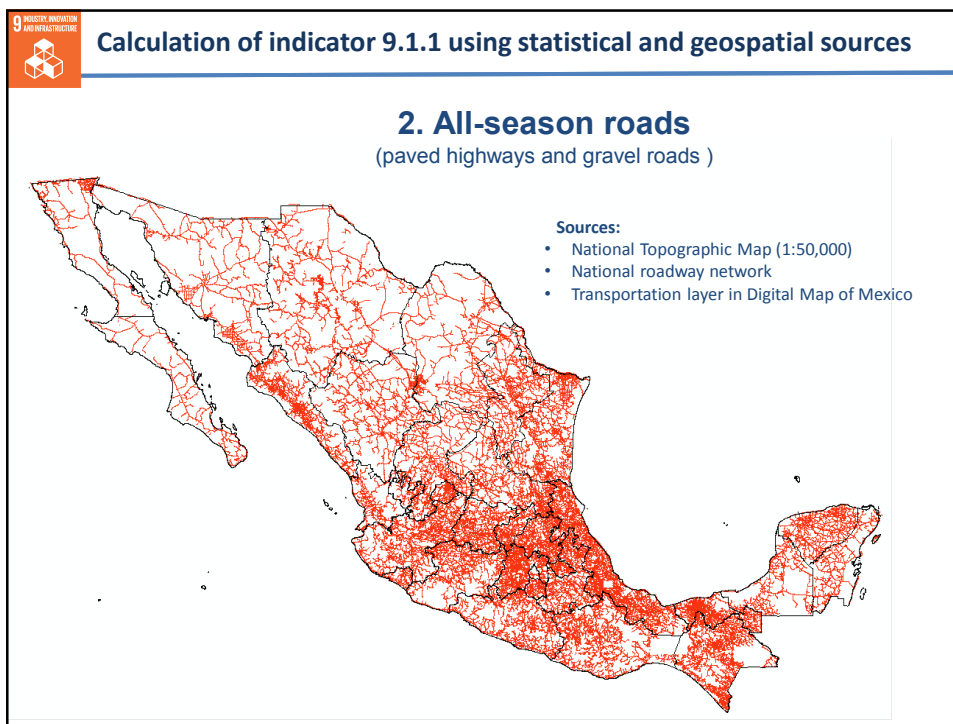 9 INDUSTRY, INNOVATION
AND INFRASTRUCTURE
Calculation of indicator 9.1.1 using statistical and geospatial sources
2. All-season roads
(paved highways and gravel roads )
Sources:
• National Topographic Map (1:50,000)
• National roadway network
• Transportation layer in Digital Map of Mexico